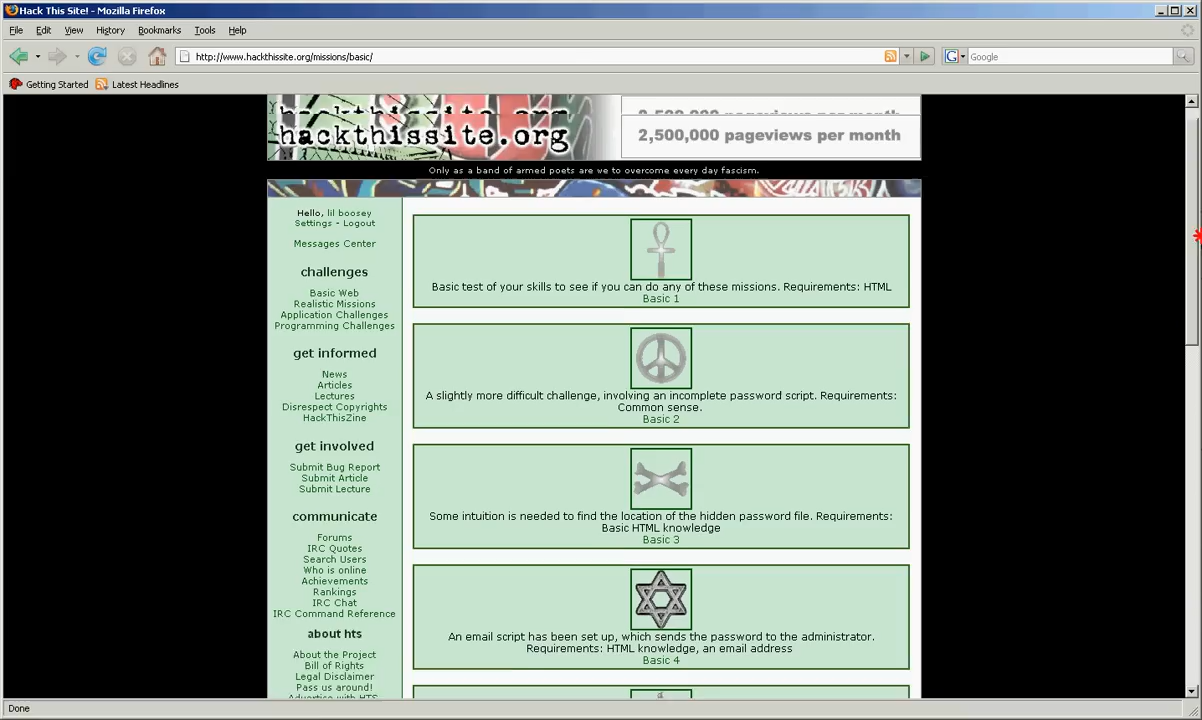 Hack This Site! - Mozilla Firefox
File Edit View History Bookmarks Tools Help
http://www.hackthissite.org/missions/basic/
G Google
Getting Started Latest Headlines
hackthissite.org
2,500,000 pageviews per month
2,500,000 pageviews per month
Only as a band of armed poets are we to overcome every day fascism.
Hello, lil boosey
Settings - Logout
Messages Center
challenges
Basic Web
Realistic Missions
Application Challenges
Programming Challenges
get informed
News
Articles
Lectures
Disrespect Copyrights
HackThisZine
get involved
Submit Bug Report
Submit Article
Submit Lecture
communicate
Forums
IRC Quotes
Search Users
Who is online
Achievements
Rankings
IRC Chat
IRC Command Reference
about hts
About the Project
Bill of Rights
Legal Disclaimer
Pass us around!
Advertise with HTS
Basic test of your skills to see if you can do any of these missions. Requirements: HTML
Basic 1
A slightly more difficult challenge, involving an incomplete password script. Requirements:
Common sense.
Basic 2
Some intuition is needed to find the location of the hidden password file. Requirements:
Basic HTML knowledge
Basic 3
An email script has been set up, which sends the password to the administrator.
Requirements: HTML knowledge, an email address
Basic 4
Done